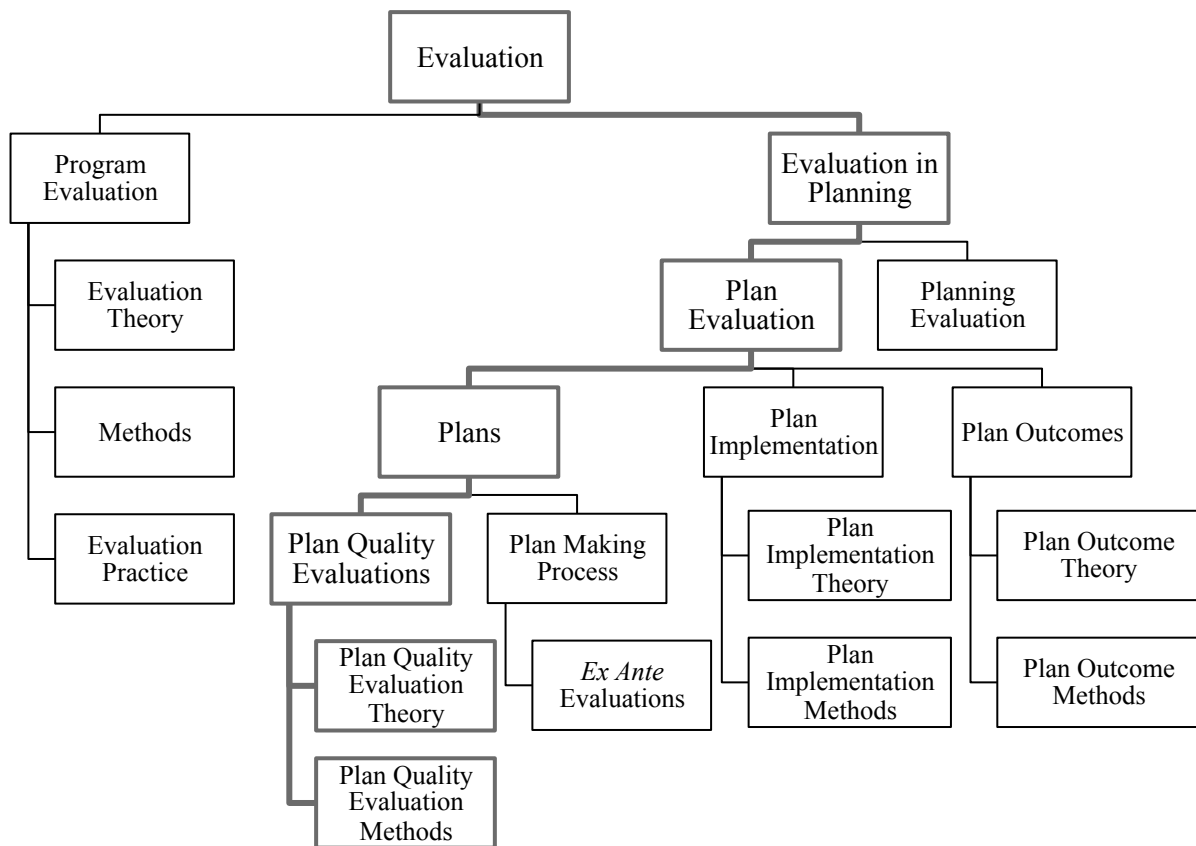 Evaluation
Program
Evaluation
Evaluation in
Planning
Evaluation
Theory
Plan
Evaluation
Planning
Evaluation
Methods
Plans
Plan
Implementation
Plan Outcomes
Evaluation
Practice
Plan Quality
Evaluations
Plan Making
Process
Plan
Implementation
Theory
Plan Outcome
Theory
Plan Quality
Evaluation
Theory
Ex Ante
Evaluations
Plan
Implementation
Methods
Plan Outcome
Methods
Plan Quality
Evaluation
Methods